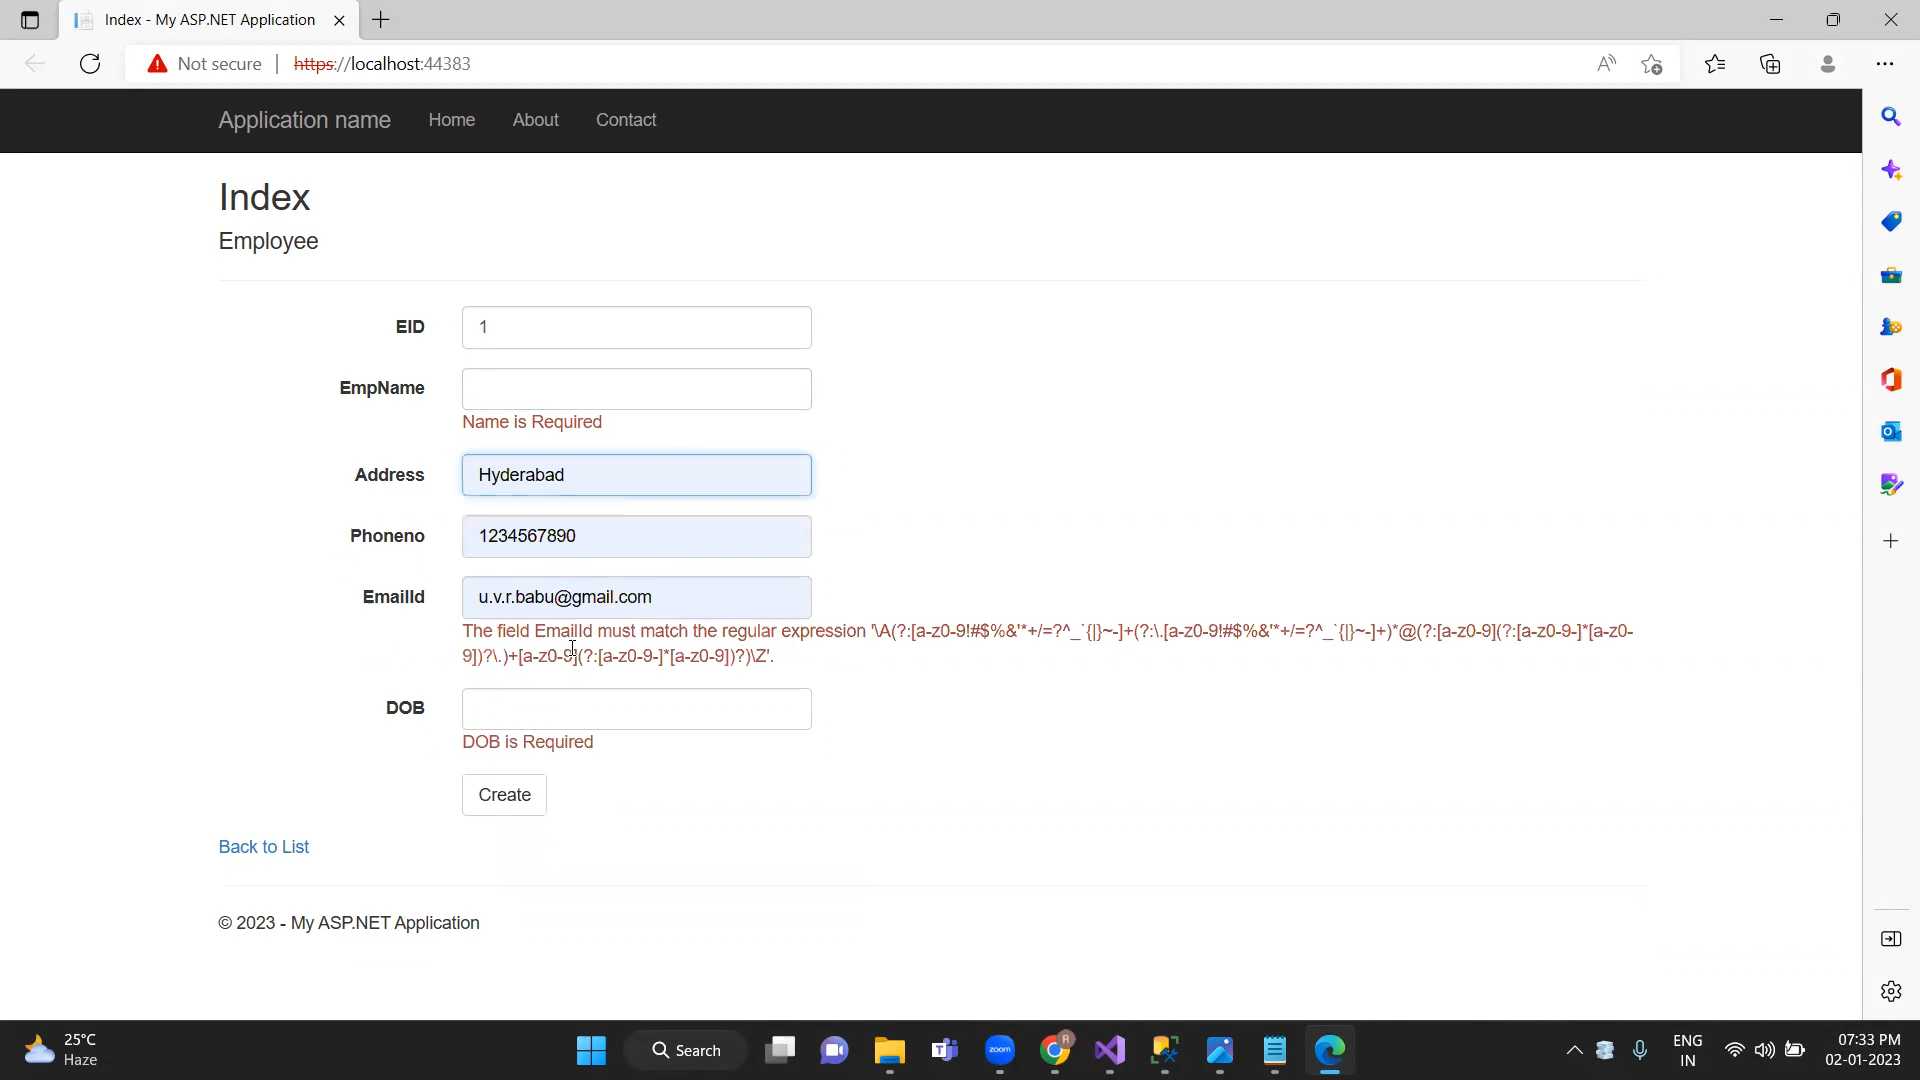 Index - My ASP.NET Application
Not secure
https://localhost:44383
Application name
Home
About
Contact
Index
Employee
EID
1
EmpName
Name is Required
Address
Hyderabad
Phoneno
1234567890
EmailId
u.v.r.babu@gmail.com
The field EmailId must match the regular expression '\A(?:[a-z0-9!#$%&'*+/=?^_`{|}~-]+(?:\.[a-z0-9!#$%&'*+/=?^_`{|}~-]+)*@(?:[a-z0-9](?:[a-z0-9-]*[a-z0-
9])?\.)+[a-z0-9](?:[a-z0-9-]*[a-z0-9])?)\Z'.
DOB
DOB is Required
Create
Back to List
© 2023 - My ASP.NET Application
25°C
Haze
Search
zoom
R
ENG
IN
07:33 PM
02-01-2023